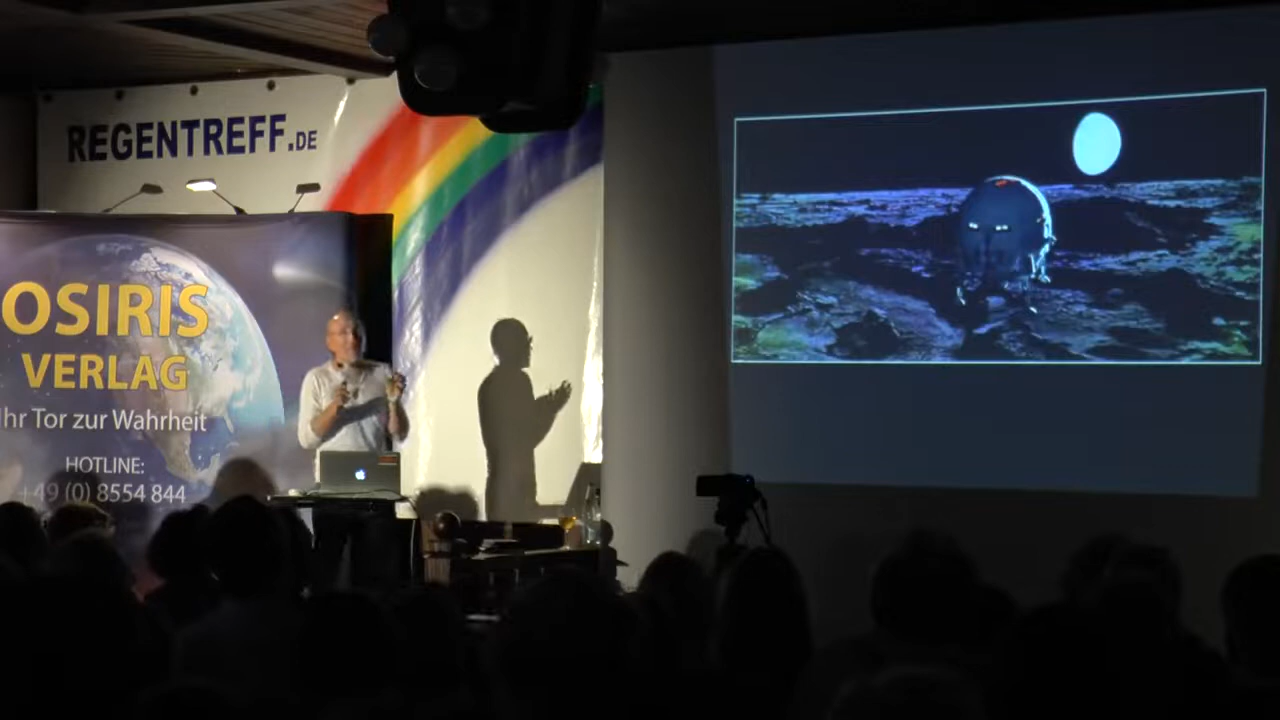 REGENTREFF.DE
OSIRIS
VERLAG
Ihr Tor zur Wahrheit
HOTLINE:
+49 (0) 8554 844